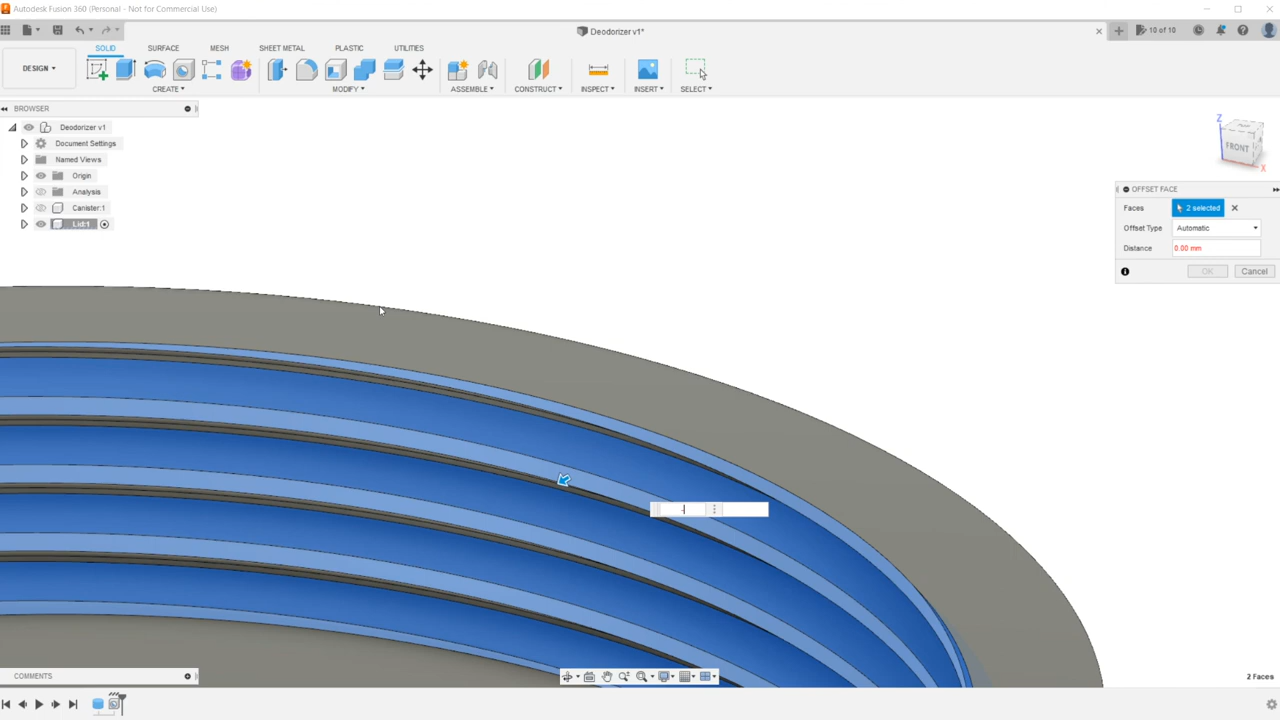 Autodesk Fusion 360 (Personal - Not for Commercial Use)
Deodorizer v1*
10 of 10
DESIGN
SOLID SURFACE MESH SHEET METAL PLASTIC UTILITIES
CREATE MODIFY ASSEMBLE CONSTRUCT INSPECT INSERT SELECT
BROWSER
Deodorizer v1
Document Settings
Named Views
Origin
Analysis
Canister:1
Lid:1
Z
FRONT
X
OFFSET FACE
Faces 2 selected
Offset Type Automatic
Distance 0.00 mm
OK Cancel
-
COMMENTS
2 Faces